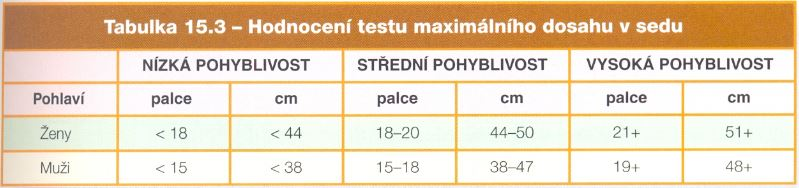 Tabulka 15.3 – Hodnocení testu maximálního dosahu v sedu
NÍZKÁ POHYBLIVOST STŘEDNÍ POHYBLIVOST VYSOKÁ POHYBLIVOST
Pohlaví palce cm palce cm palce cm
Ženy < 18 < 44 18–20 44–50 21+ 51+
Muži < 15 < 38 15–18 38–47 19+ 48+